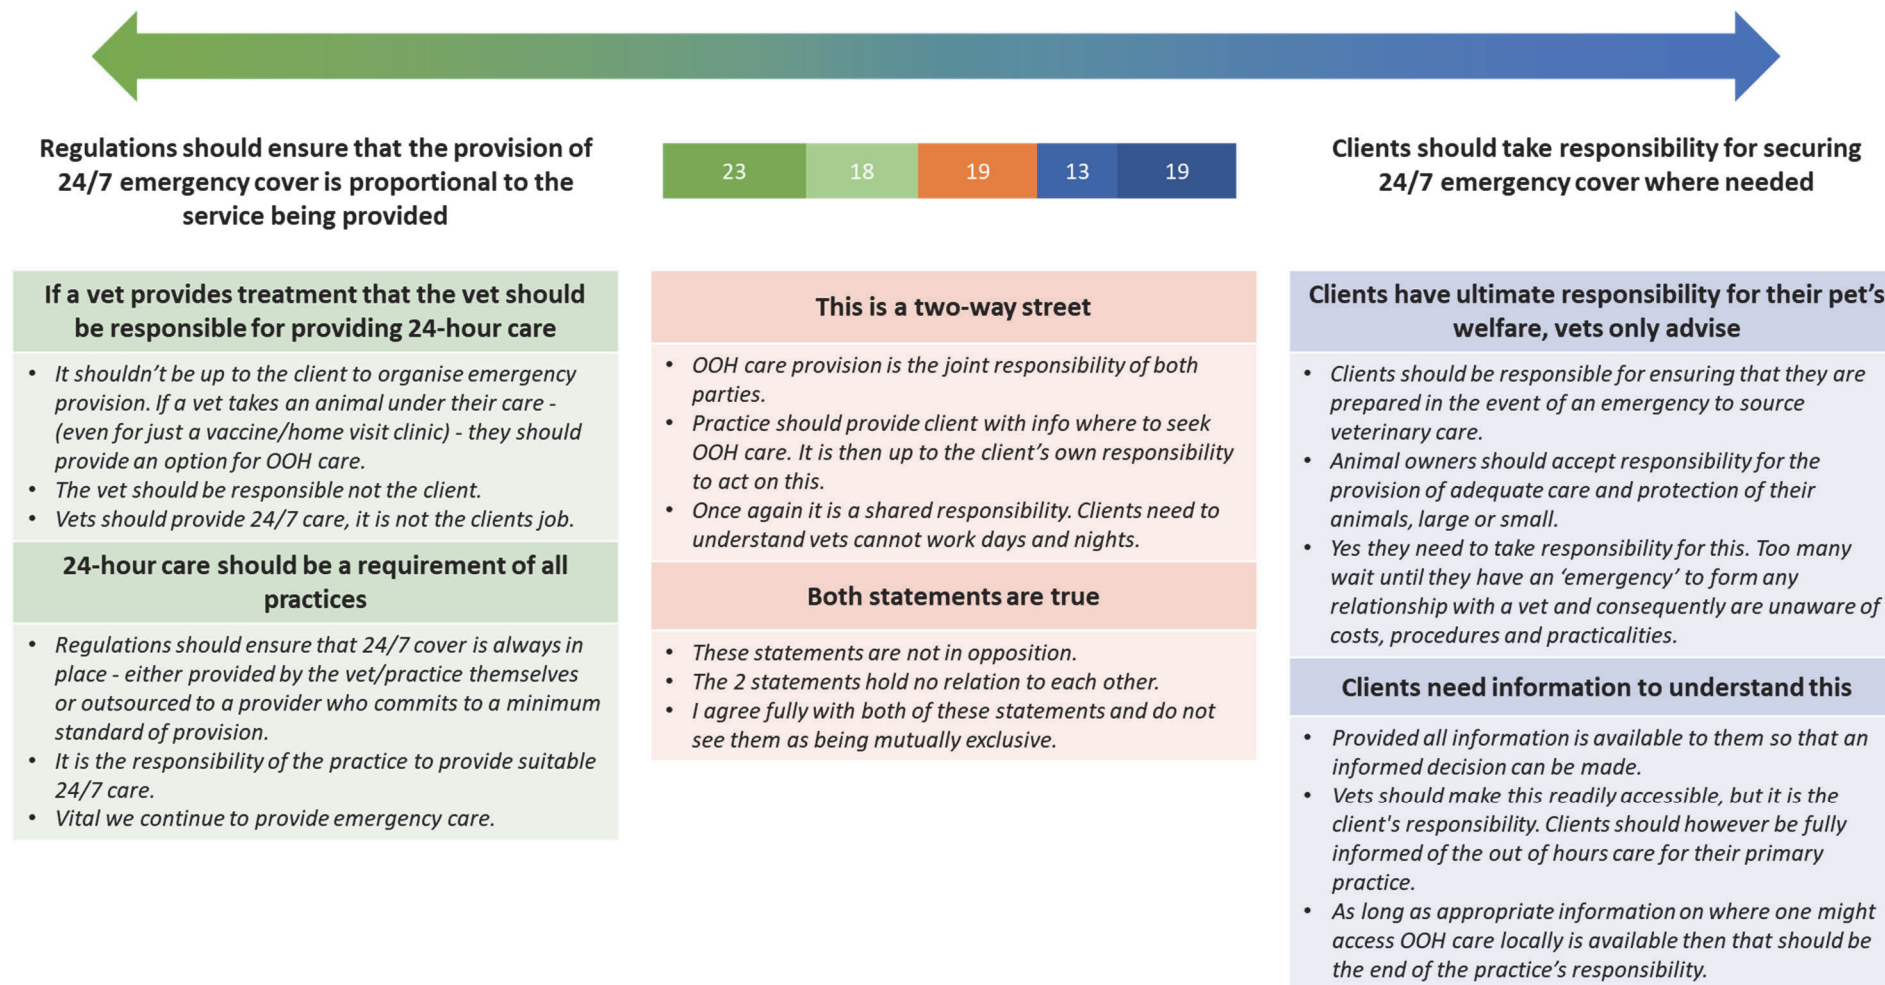 Regulations should ensure that the provision of
24/7 emergency cover is proportional to the
service being provided
23 18 19 13 19
Clients should take responsibility for securing
24/7 emergency cover where needed
If a vet provides treatment that the vet should
be responsible for providing 24-hour care
• It shouldn’t be up to the client to organise emergency
provision. If a vet takes an animal under their care -
(even for just a vaccine/home visit clinic) - they should
provide an option for OOH care.
• The vet should be responsible not the client.
• Vets should provide 24/7 care, it is not the clients job.
24-hour care should be a requirement of all
practices
• Regulations should ensure that 24/7 cover is always in
place - either provided by the vet/practice themselves
or outsourced to a provider who commits to a minimum
standard of provision.
• It is the responsibility of the practice to provide suitable
24/7 care.
• Vital we continue to provide emergency care.
This is a two-way street
• OOH care provision is the joint responsibility of both
parties.
• Practice should provide client with info where to seek
OOH care. It is then up to the client’s own responsibility
to act on this.
• Once again it is a shared responsibility. Clients need to
understand vets cannot work days and nights.
Both statements are true
• These statements are not in opposition.
• The 2 statements hold no relation to each other.
• I agree fully with both of these statements and do not
see them as being mutually exclusive.
Clients have ultimate responsibility for their pet’s
welfare, vets only advise
• Clients should be responsible for ensuring that they are
prepared in the event of an emergency to source
veterinary care.
• Animal owners should accept responsibility for the
provision of adequate care and protection of their
animals, large or small.
• Yes they need to take responsibility for this. Too many
wait until they have an ‘emergency’ to form any
relationship with a vet and consequently are unaware of
costs, procedures and practicalities.
Clients need information to understand this
• Provided all information is available to them so that an
informed decision can be made.
• Vets should make this readily accessible, but it is the
client's responsibility. Clients should however be fully
informed of the out of hours care for their primary
practice.
• As long as appropriate information on where one might
access OOH care locally is available then that should be
the end of the practice’s responsibility.